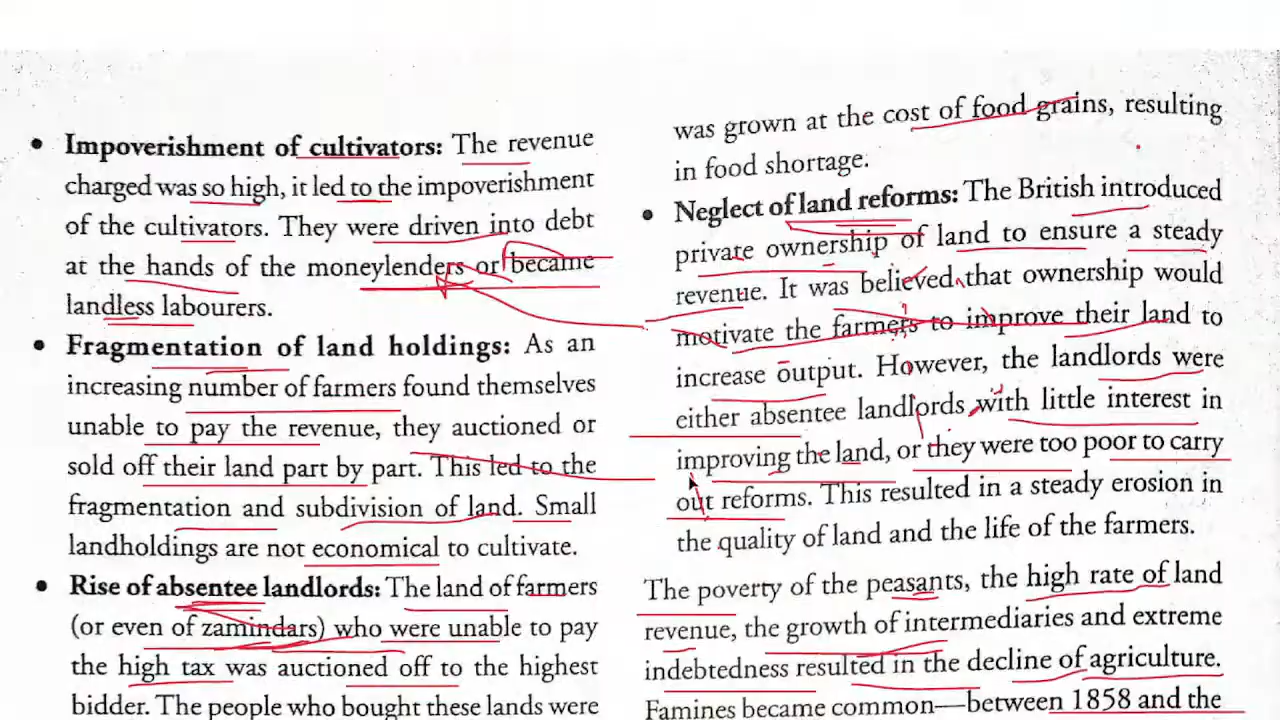 • Impoverishment of cultivators: The revenue
charged was so high, it led to the impoverishment
of the cultivators. They were driven into debt
at the hands of the moneylenders or became
landless labourers.
• Fragmentation of land holdings: As an
increasing number of farmers found themselves
unable to pay the revenue, they auctioned or
sold off their land part by part. This led to the
fragmentation and subdivision of land. Small
landholdings are not economical to cultivate.
• Rise of absentee landlords: The land of farmers
(or even of zamindars) who were unable to pay
the high tax was auctioned off to the highest
bidder. The people who bought these lands were
was grown at the cost of food grains, resulting
in food shortage.
• Neglect of land reforms: The British introduced
private ownership of land to ensure a steady
revenue. It was believed that ownership would
motivate the farmers to improve their land to
increase output. However, the landlords were
either absentee landlords with little interest in
improving the land, or they were too poor to carry
out reforms. This resulted in a steady erosion in
the quality of land and the life of the farmers.
The poverty of the peasants, the high rate of land
revenue, the growth of intermediaries and extreme
indebtedness resulted in the decline of agriculture.
Famines became common—between 1858 and the